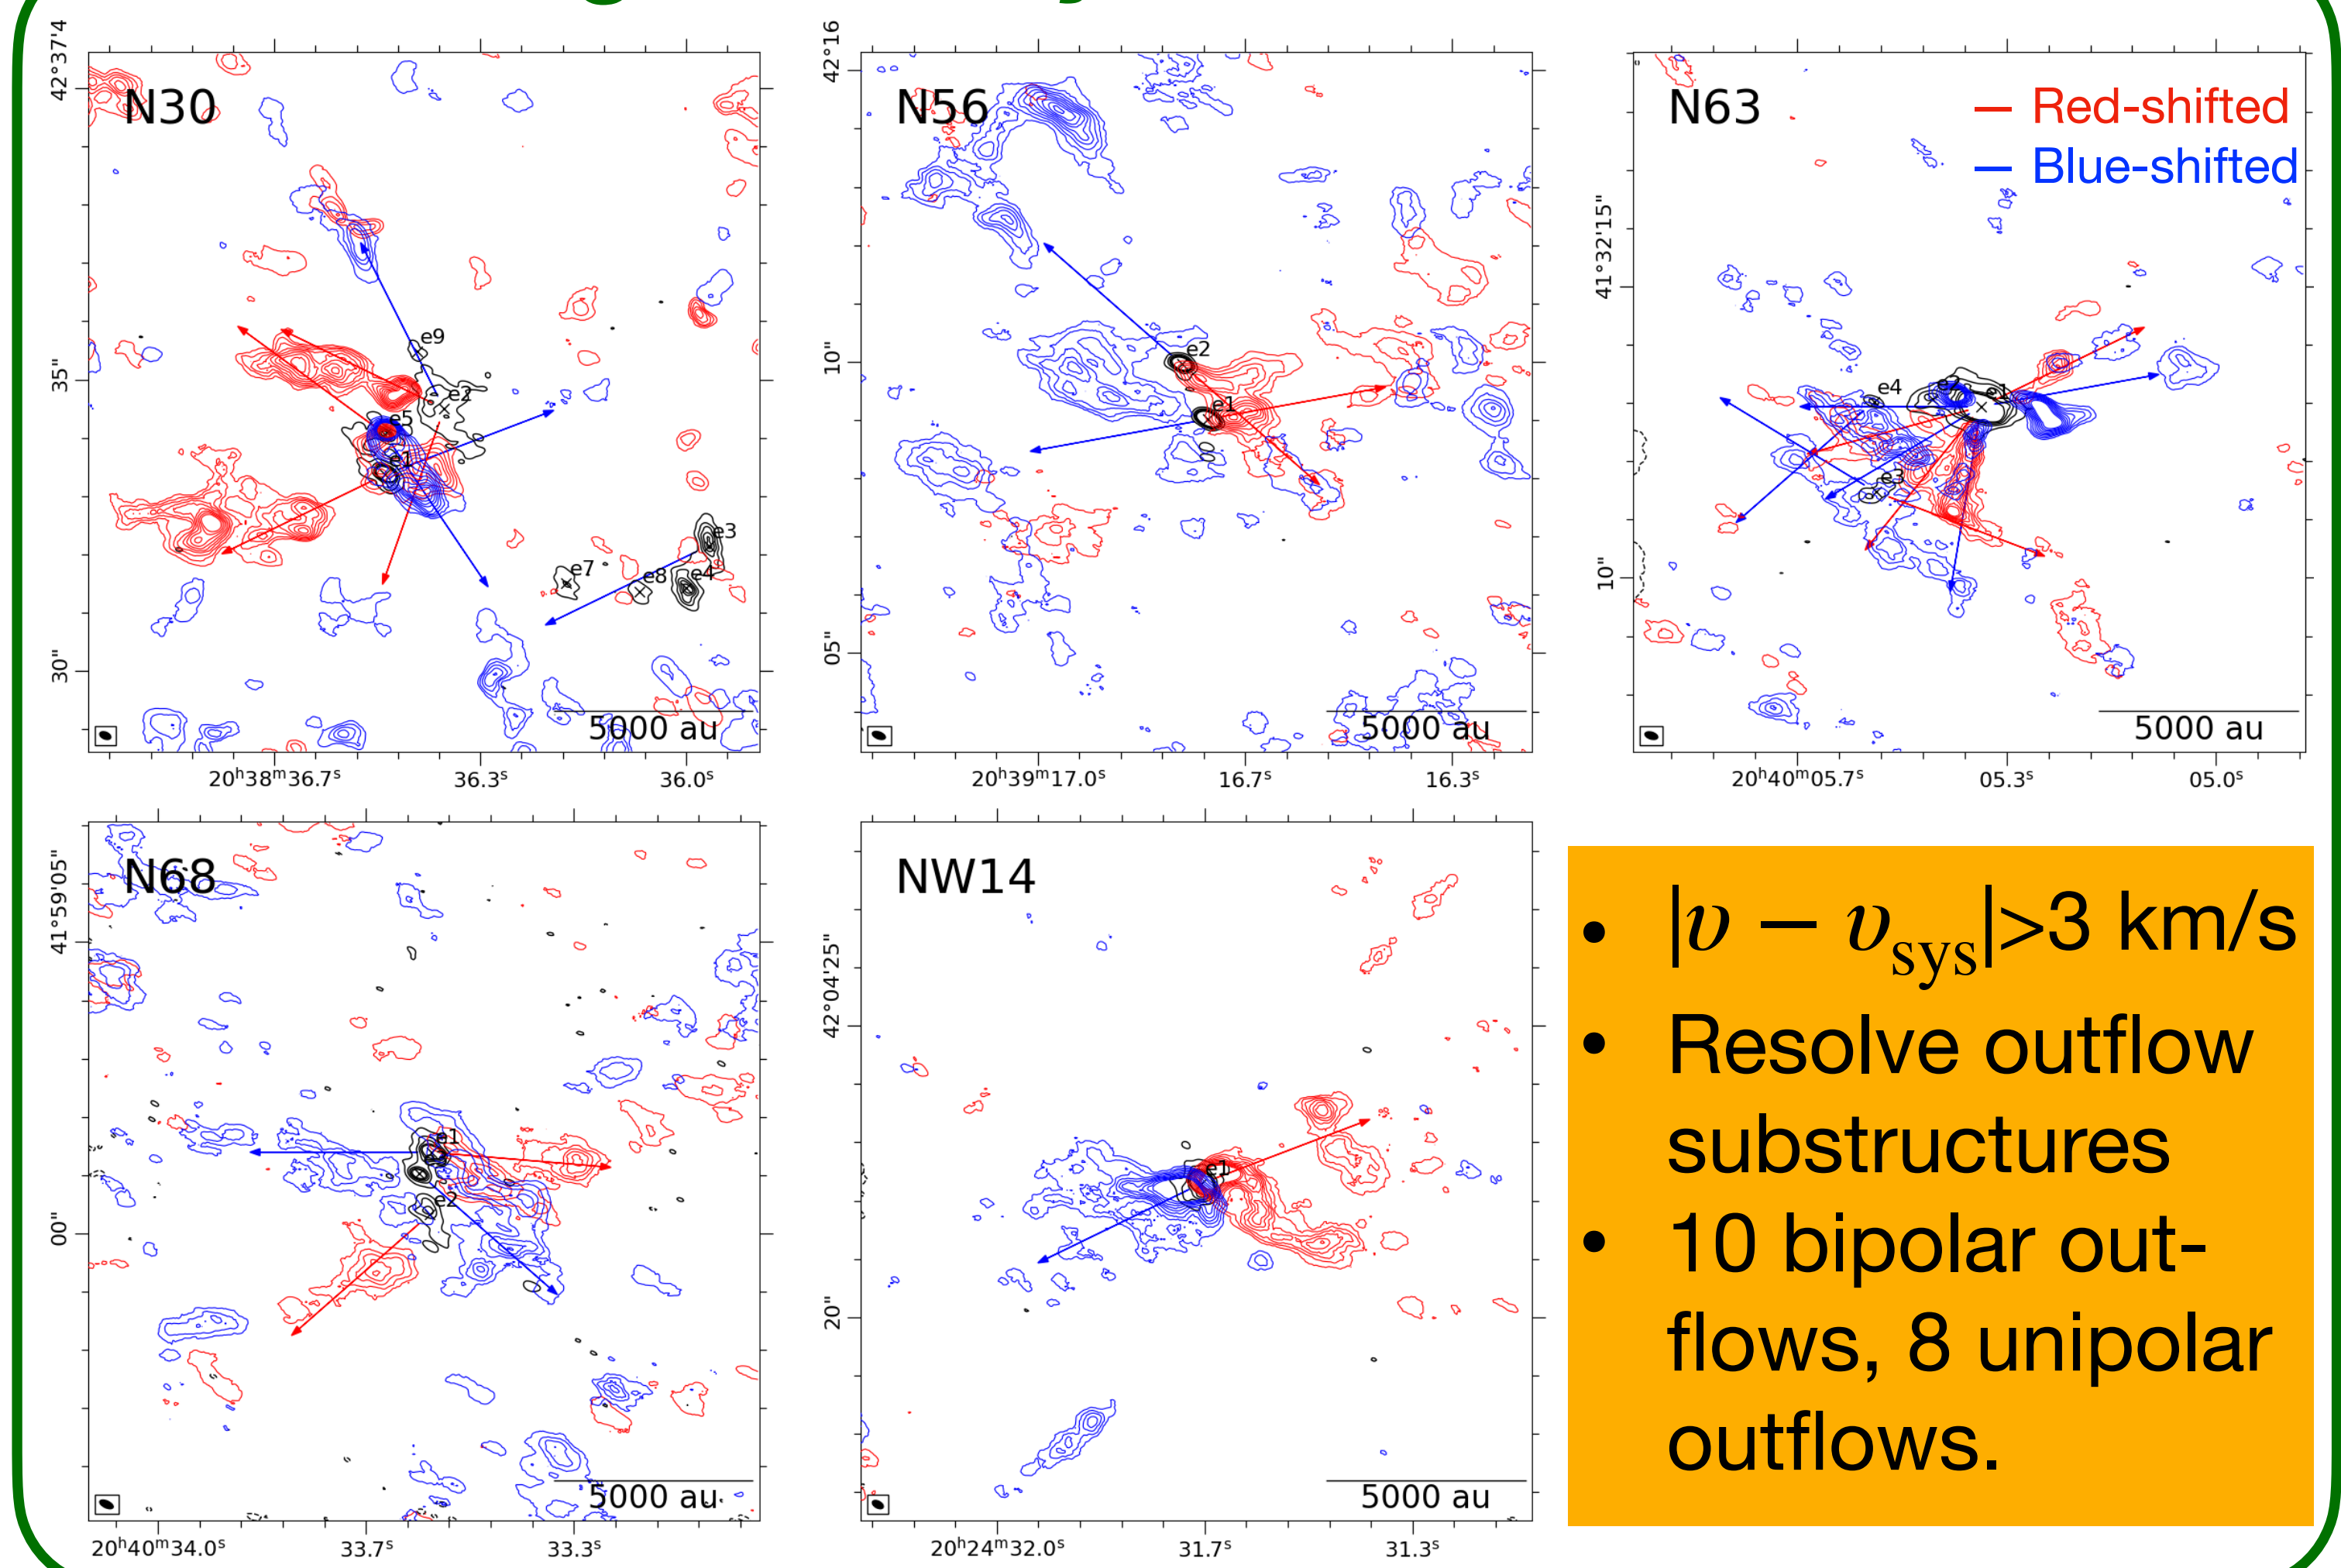 N30
42°37'4
35"
30"
e9
e2
e5
e1
e3
e7
e8
e4
5000 au
20ʰ38ᵐ36.7ˢ
36.3ˢ
36.0ˢ
N56
42°16
10"
05"
e2
e1
5000 au
20ʰ39ᵐ17.0ˢ
16.7ˢ
16.3ˢ
N63
— Red-shifted
— Blue-shifted
41°32'15"
10"
e4
e1
e3
5000 au
20ʰ40ᵐ05.7ˢ
05.3ˢ
05.0ˢ
N68
41°59'05"
00"
e1
e2
5000 au
20ʰ40ᵐ34.0ˢ
33.7ˢ
33.3ˢ
NW14
42°04'25"
20"
e1
5000 au
20ʰ24ᵐ32.0ˢ
31.7ˢ
31.3ˢ
• |υ − υsys|>3 km/s
• Resolve outflow
substructures
• 10 bipolar out-
flows, 8 unipolar
outflows.